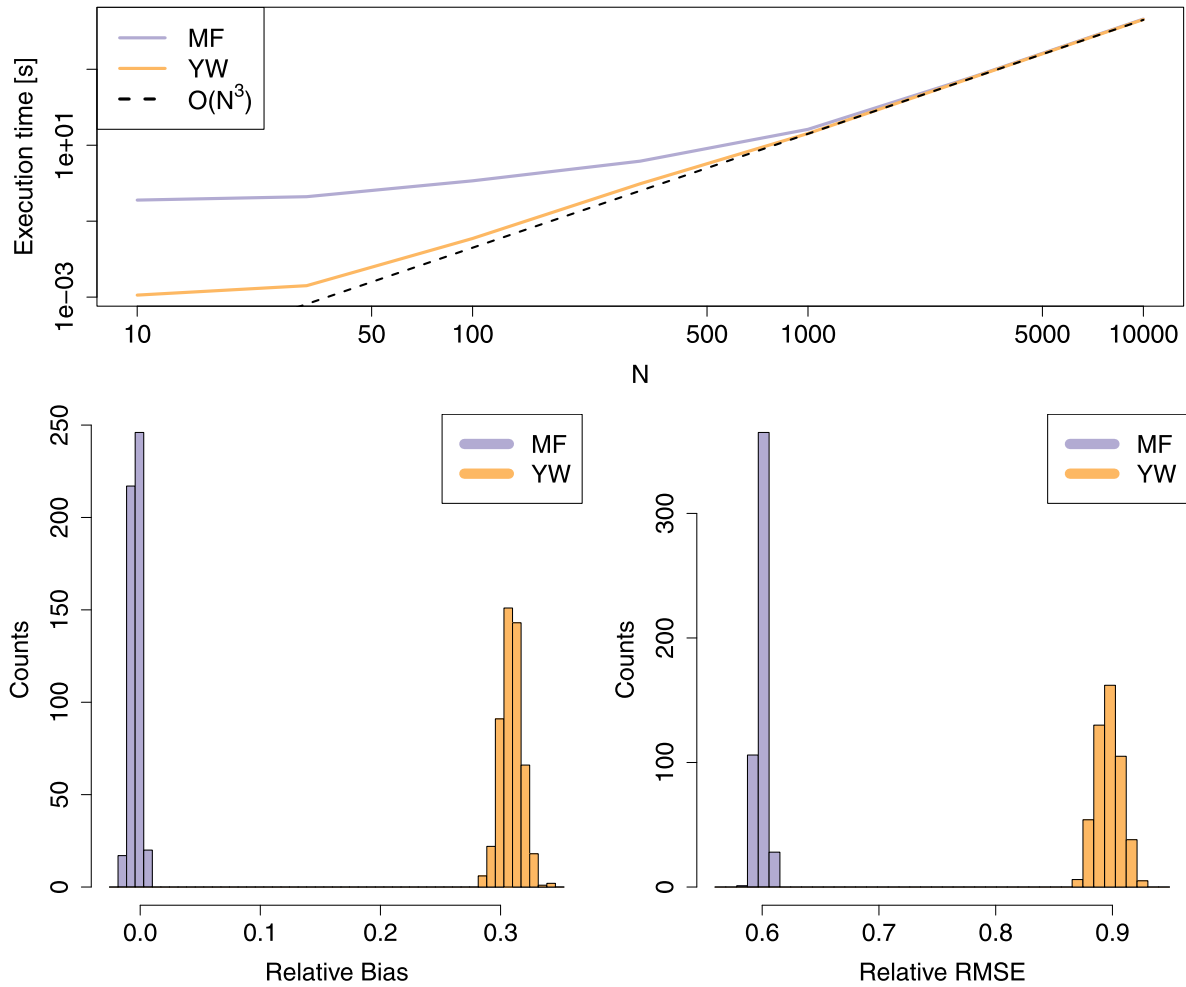 MF
YW
O(N³)
Execution time [s]
1e−03
1e+01
10
50
100
500
1000
5000
10000
N
MF
YW
Counts
0
50
100
150
200
250
0.0
0.1
0.2
0.3
Relative Bias
MF
YW
Counts
0
100
200
300
0.6
0.7
0.8
0.9
Relative RMSE